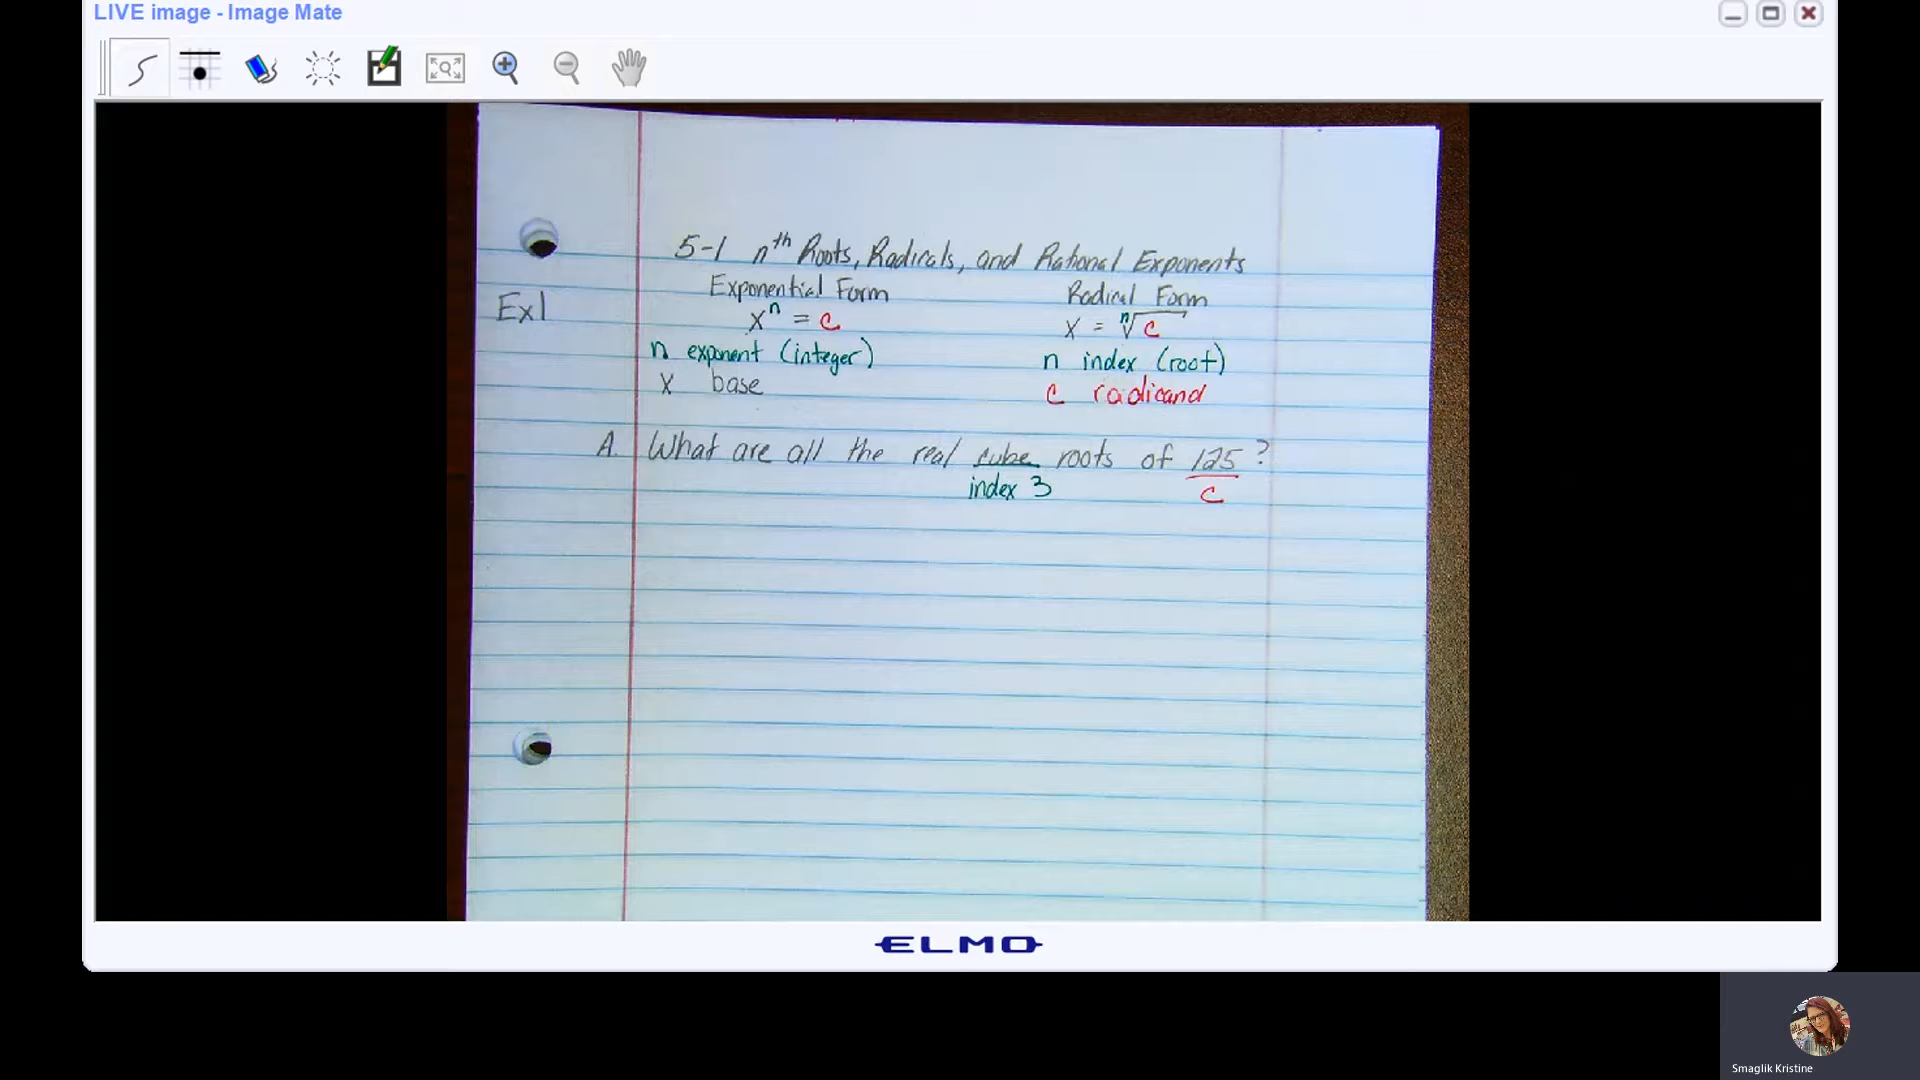 LIVE image - Image Mate
5-1 nth Roots, Radicals, and Rational Exponents
Exponential Form Radical Form
Ex1 xⁿ = c x = ⁿ√c
n exponent (integer) n index (root)
x base c radicand
A. What are all the real cube roots of 125?
index 3 c
ELMO
Smaglik Kristine